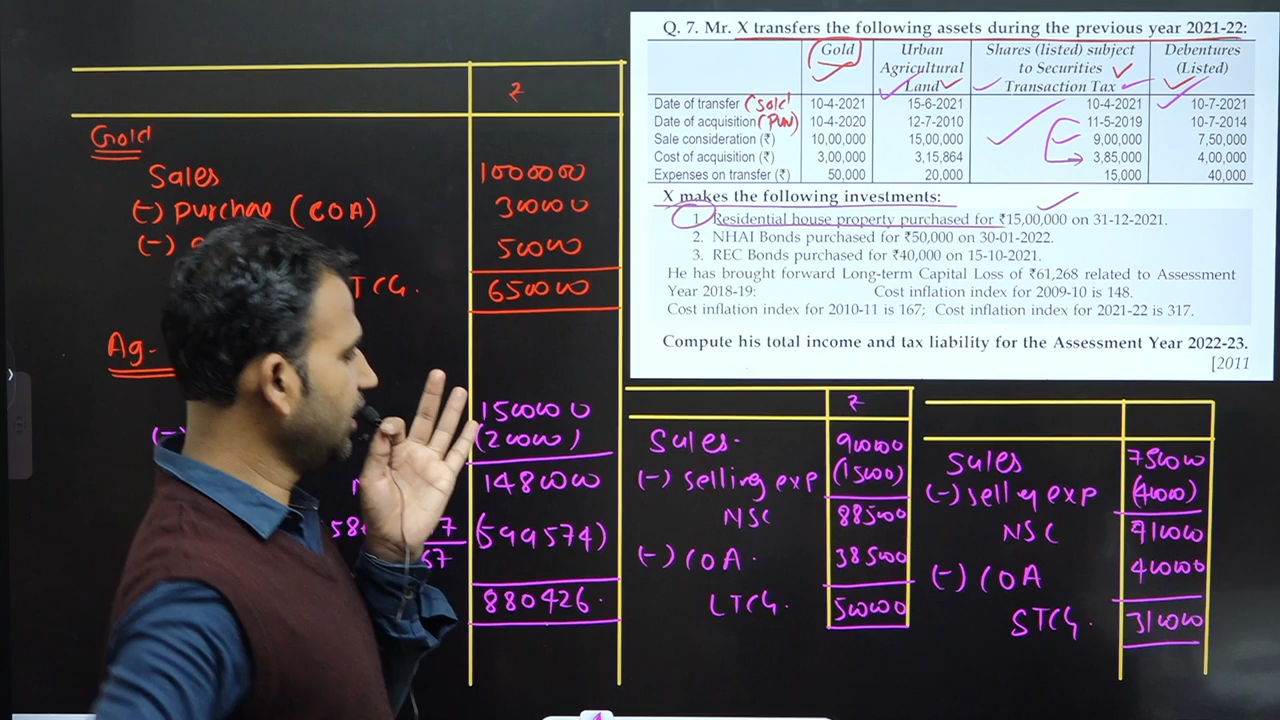 Q. 7. Mr. X transfers the following assets during the previous year 2021-22:
Gold
Urban Agricultural Land
Shares (listed) subject to Securities Transaction Tax
Debentures (Listed)
Date of transfer (Sold) 10-4-2021 15-6-2021 10-4-2021 10-7-2021
Date of acquisition (PUR) 10-4-2020 12-7-2010 11-5-2019 10-7-2014
Sale consideration (₹) 10,00,000 15,00,000 9,00,000 7,50,000
Cost of acquisition (₹) 3,00,000 3,15,864 3,85,000 4,00,000
Expenses on transfer (₹) 50,000 20,000 15,000 40,000
X makes the following investments:
1. Residential house property purchased for ₹15,00,000 on 31-12-2021.
2. NHAI Bonds purchased for ₹50,000 on 30-01-2022.
3. REC Bonds purchased for ₹40,000 on 15-10-2021.
He has brought forward Long-term Capital Loss of ₹61,268 related to Assessment
Year 2018-19: Cost inflation index for 2009-10 is 148.
Cost inflation index for 2010-11 is 167; Cost inflation index for 2021-22 is 317.
Compute his total income and tax liability for the Assessment Year 2022-23.
[2011
₹
Gold
Sales 1000000
(-) purchae (COA) 300000
(-) 50000
TCG. 650000
Ag-
1500000
(20000)
1480000
(599574)
67
880426.
₹
Sales. 900000
(-) selling exp (15000)
NSC 885000
(-) COA. 385000
LTCG. 500000
Sales 750000
(-) selly exp (40000)
NSC 710000
(-) COA 400000
STCG. 310000